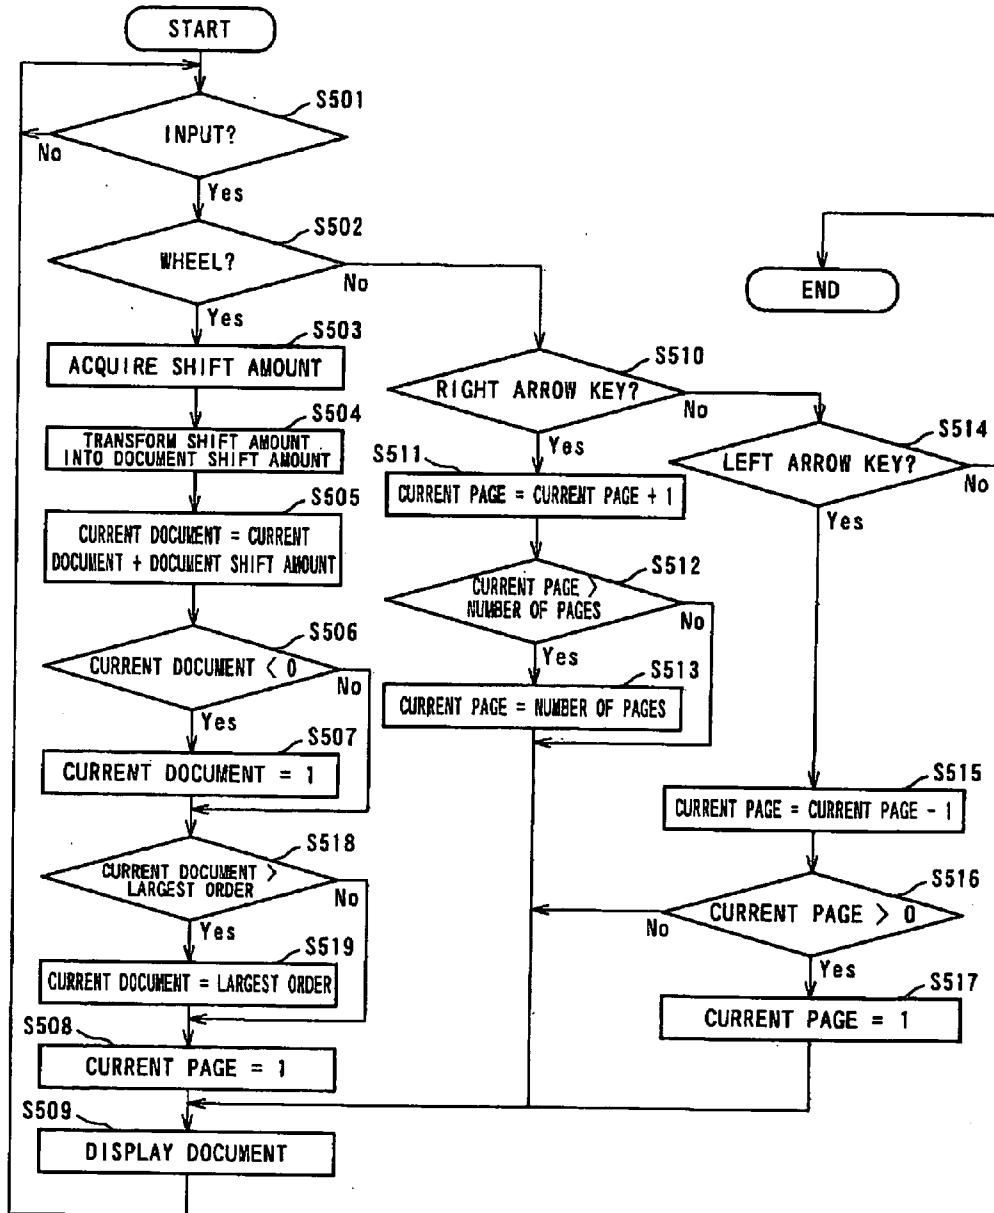 START
S501
INPUT?
No
Yes
S502
WHEEL?
No
Yes
S503
ACQUIRE SHIFT AMOUNT
S504
TRANSFORM SHIFT AMOUNT
INTO DOCUMENT SHIFT AMOUNT
S505
CURRENT DOCUMENT = CURRENT
DOCUMENT + DOCUMENT SHIFT AMOUNT
S506
CURRENT DOCUMENT < 0
No
Yes
S507
CURRENT DOCUMENT = 1
S518
CURRENT DOCUMENT >
LARGEST ORDER
No
Yes
S519
CURRENT DOCUMENT = LARGEST ORDER
S508
CURRENT PAGE = 1
S509
DISPLAY DOCUMENT
S510
RIGHT ARROW KEY?
No
Yes
S511
CURRENT PAGE = CURRENT PAGE + 1
S512
CURRENT PAGE >
NUMBER OF PAGES
No
Yes
S513
CURRENT PAGE = NUMBER OF PAGES
END
S514
LEFT ARROW KEY?
No
Yes
S515
CURRENT PAGE = CURRENT PAGE - 1
S516
CURRENT PAGE > 0
No
Yes
S517
CURRENT PAGE = 1